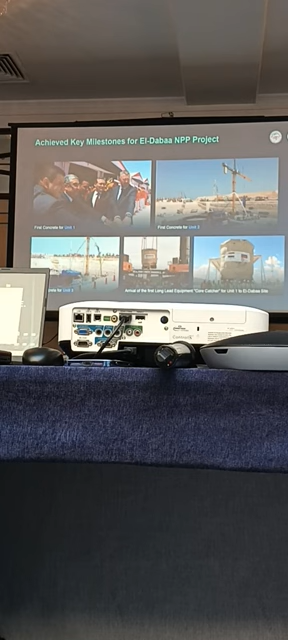 Achieved Key Milestones for El-Dabaa NPP Project
First Concrete for Unit 1
First Concrete for Unit
Arrival of the first Long Lead Equipment "Core Catcher" for Unit 1 to El-Dabaa Site